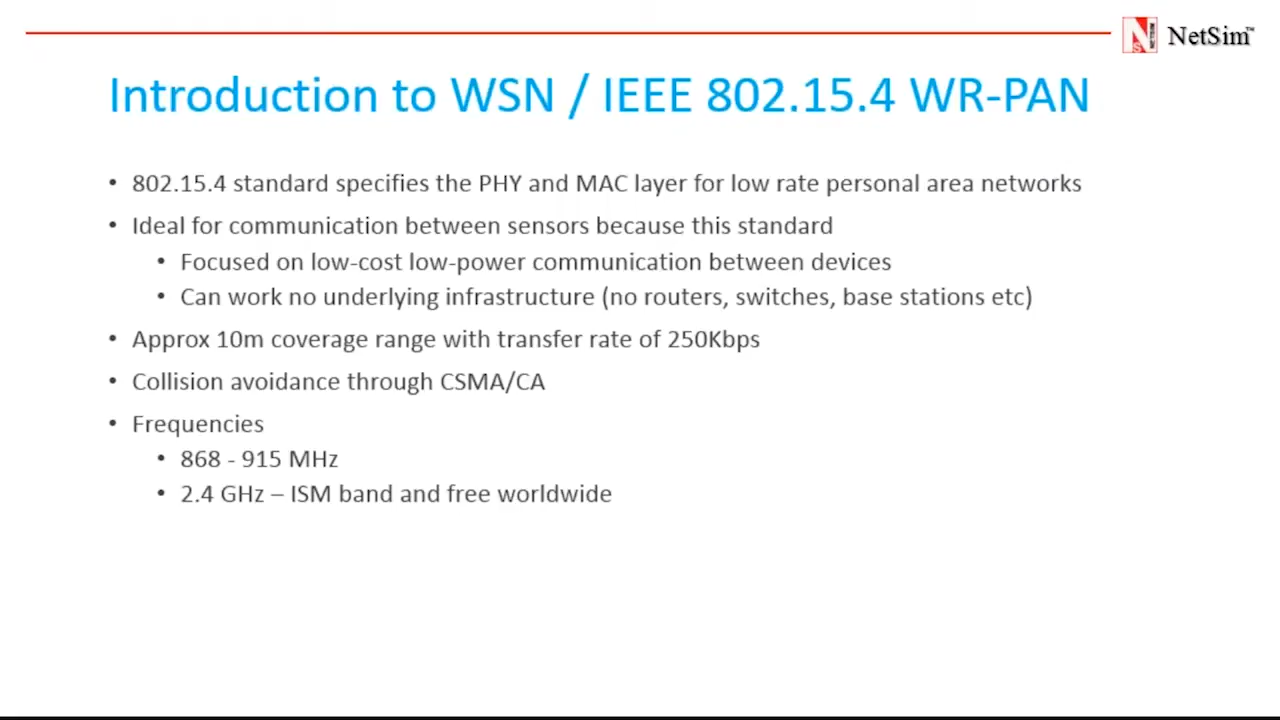 NetSim™
Introduction to WSN / IEEE 802.15.4 WR-PAN
• 802.15.4 standard specifies the PHY and MAC layer for low rate personal area networks
• Ideal for communication between sensors because this standard
• Focused on low-cost low-power communication between devices
• Can work no underlying infrastructure (no routers, switches, base stations etc)
• Approx 10m coverage range with transfer rate of 250Kbps
• Collision avoidance through CSMA/CA
• Frequencies
• 868 - 915 MHz
• 2.4 GHz – ISM band and free worldwide